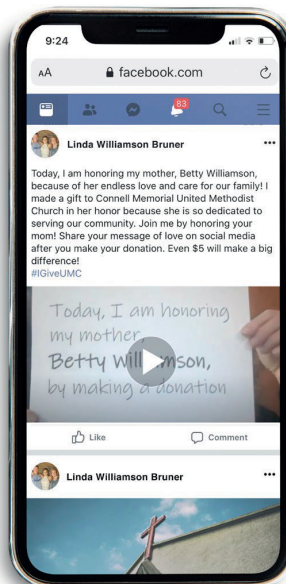 9:24
AA facebook.com
83
Linda Williamson Bruner
Today, I am honoring my mother, Betty Williamson,
because of her endless love and care for our family! I
made a gift to Connell Memorial United Methodist
Church in her honor because she is so dedicated to
serving our community. Join me by honoring your
mom! Share your message of love on social media
after you make your donation. Even $5 will make a big
difference!
#IGiveUMC
Today, I am honoring
my mother,
Betty Williamson,
by making a donation
Like Comment
Linda Williamson Bruner